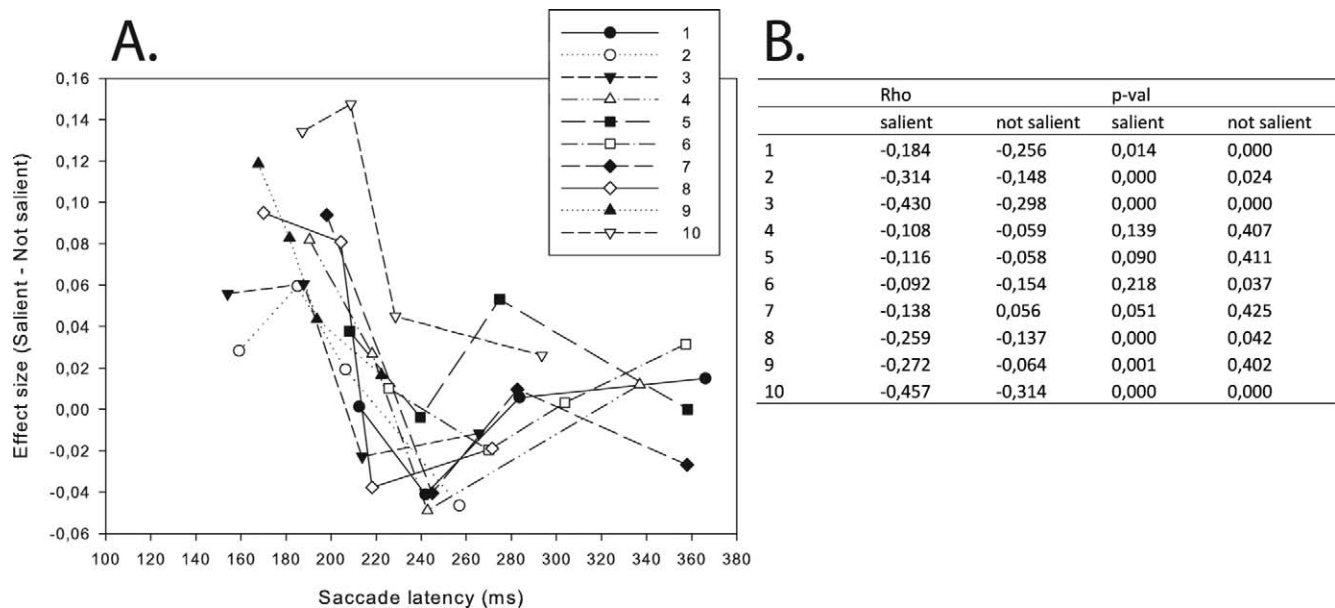 A.
1
2
3
4
5
6
7
8
9
10
0,16
0,14
0,12
0,10
0,08
0,06
0,04
0,02
0,00
-0,02
-0,04
-0,06
Effect size (Salient - Not salient)
100 120 140 160 180 200 220 240 260 280 300 320 340 360 380
Saccade latency (ms)
B.
Rho p-val
salient not salient salient not salient
1 -0,184 -0,256 0,014 0,000
2 -0,314 -0,148 0,000 0,024
3 -0,430 -0,298 0,000 0,000
4 -0,108 -0,059 0,139 0,407
5 -0,116 -0,058 0,090 0,411
6 -0,092 -0,154 0,218 0,037
7 -0,138 0,056 0,051 0,425
8 -0,259 -0,137 0,000 0,042
9 -0,272 -0,064 0,001 0,402
10 -0,457 -0,314 0,000 0,000